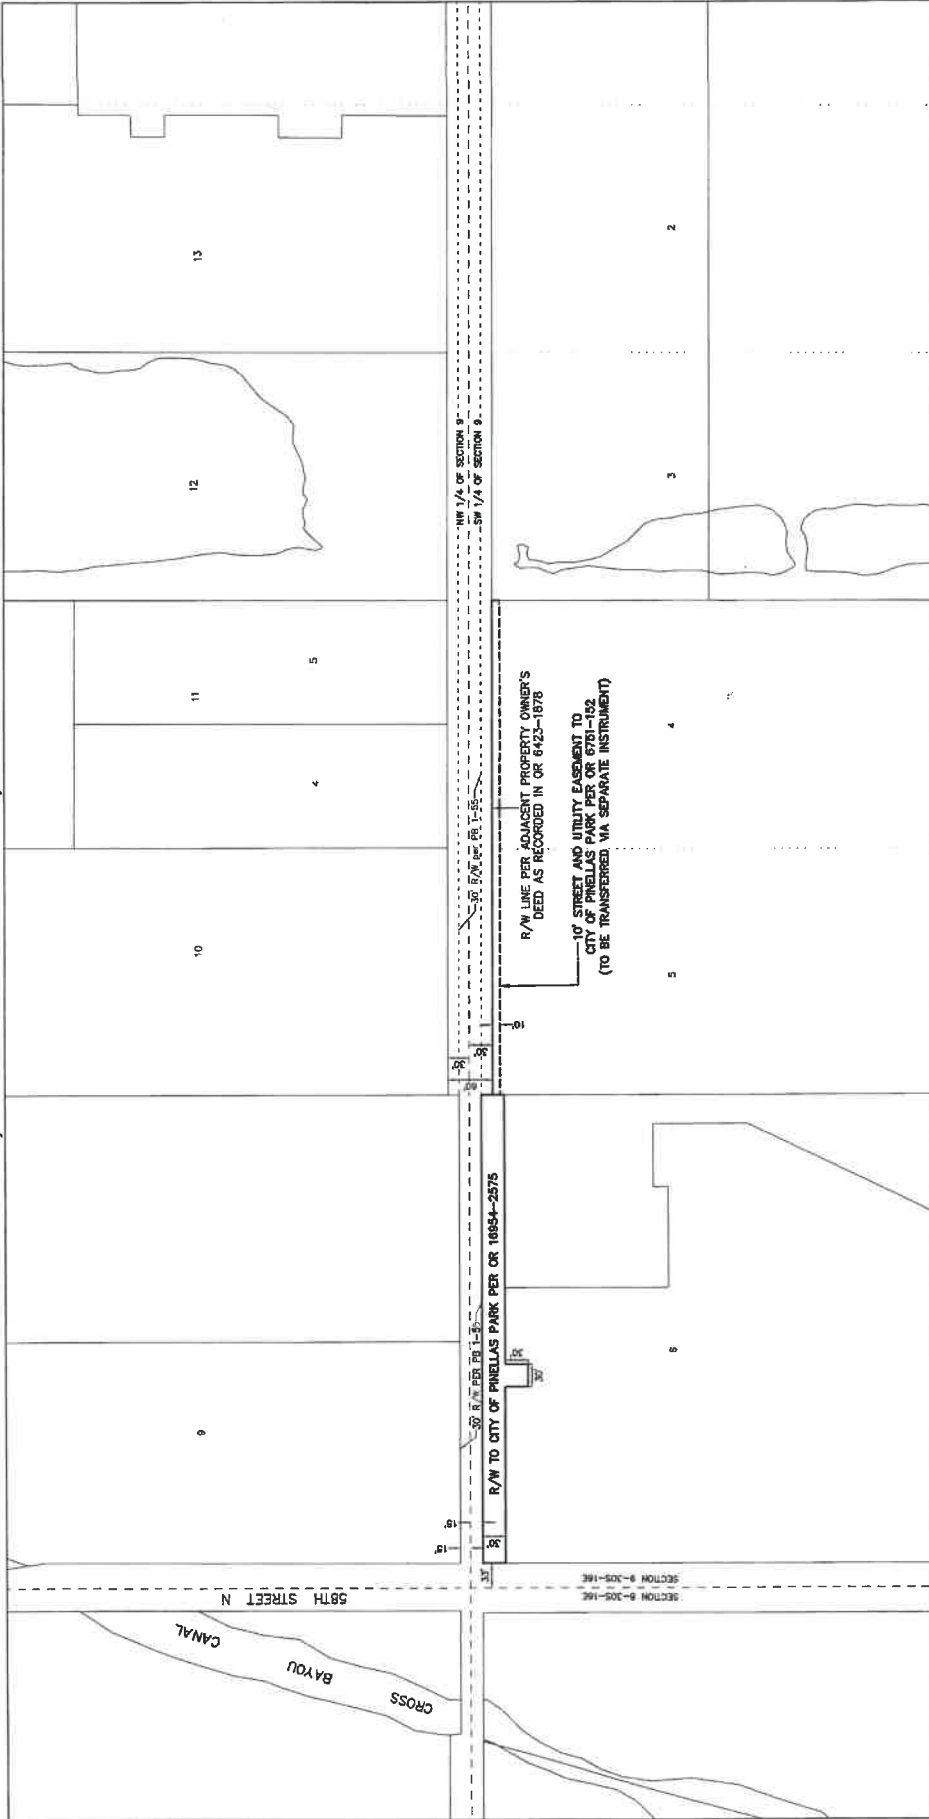 58TH STREET N
CROSS
BAYOU
CANAL
SECTION 8-30S-16E
SECTION 9-30S-16E
9
10
11
4
5
12
13
NW 1/4 OF SECTION 9
SW 1/4 OF SECTION 9
15'
15'
30' R/W PER PB 1-55
30' R/W per PB 1-55
33'
30'
R/W TO CITY OF PINELLAS PARK PER OR 16954-2575
30'
30'
60'
30'
30'
10'
R/W LINE PER ADJACENT PROPERTY OWNER'S
DEED AS RECORDED IN OR 6423-1878
10' STREET AND UTILITY EASEMENT TO
CITY OF PINELLAS PARK PER OR 6751-152
(TO BE TRANSFERRED VIA SEPARATE INSTRUMENT)
6
5
4
3
2